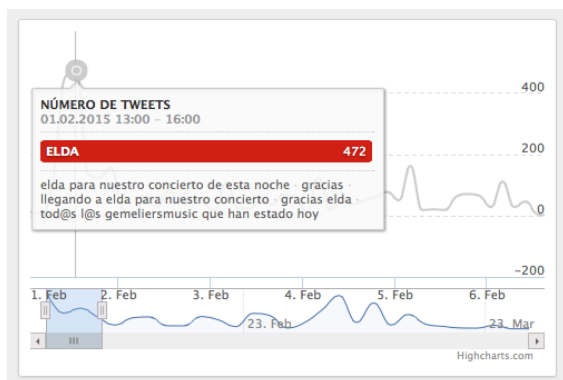 400
NÚMERO DE TWEETS
01.02.2015 13:00 – 16:00
ELDA 472
200
elda para nuestro concierto de esta noche · gracias ·
llegando a elda para nuestro concierto · gracias elda ·
tod@s l@s gemeliersmusic que han estado hoy
0
-200
1. Feb 2. Feb 3. Feb 4. Feb 5. Feb 6. Feb
23. Feb 23. Mar
Highcharts.com